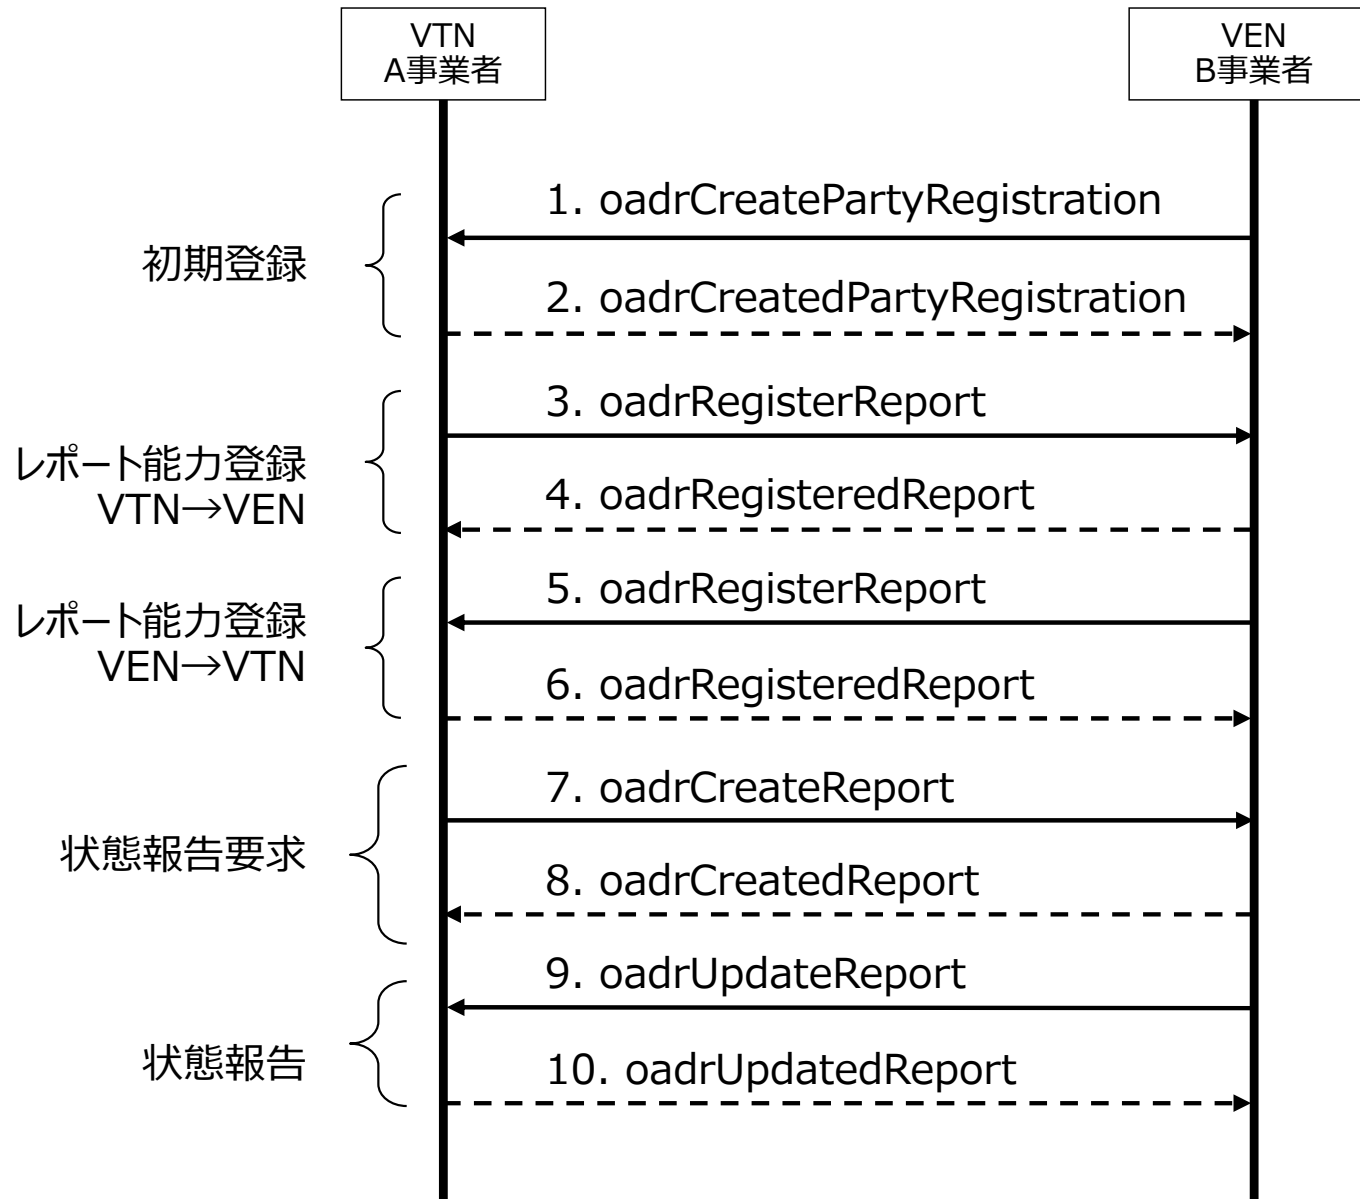 VTN
A事業者
VEN
B事業者
初期登録
1. oadrCreatePartyRegistration
2. oadrCreatedPartyRegistration
レポート能力登録
VTN→VEN
3. oadrRegisterReport
4. oadrRegisteredReport
レポート能力登録
VEN→VTN
5. oadrRegisterReport
6. oadrRegisteredReport
状態報告要求
7. oadrCreateReport
8. oadrCreatedReport
状態報告
9. oadrUpdateReport
10. oadrUpdatedReport